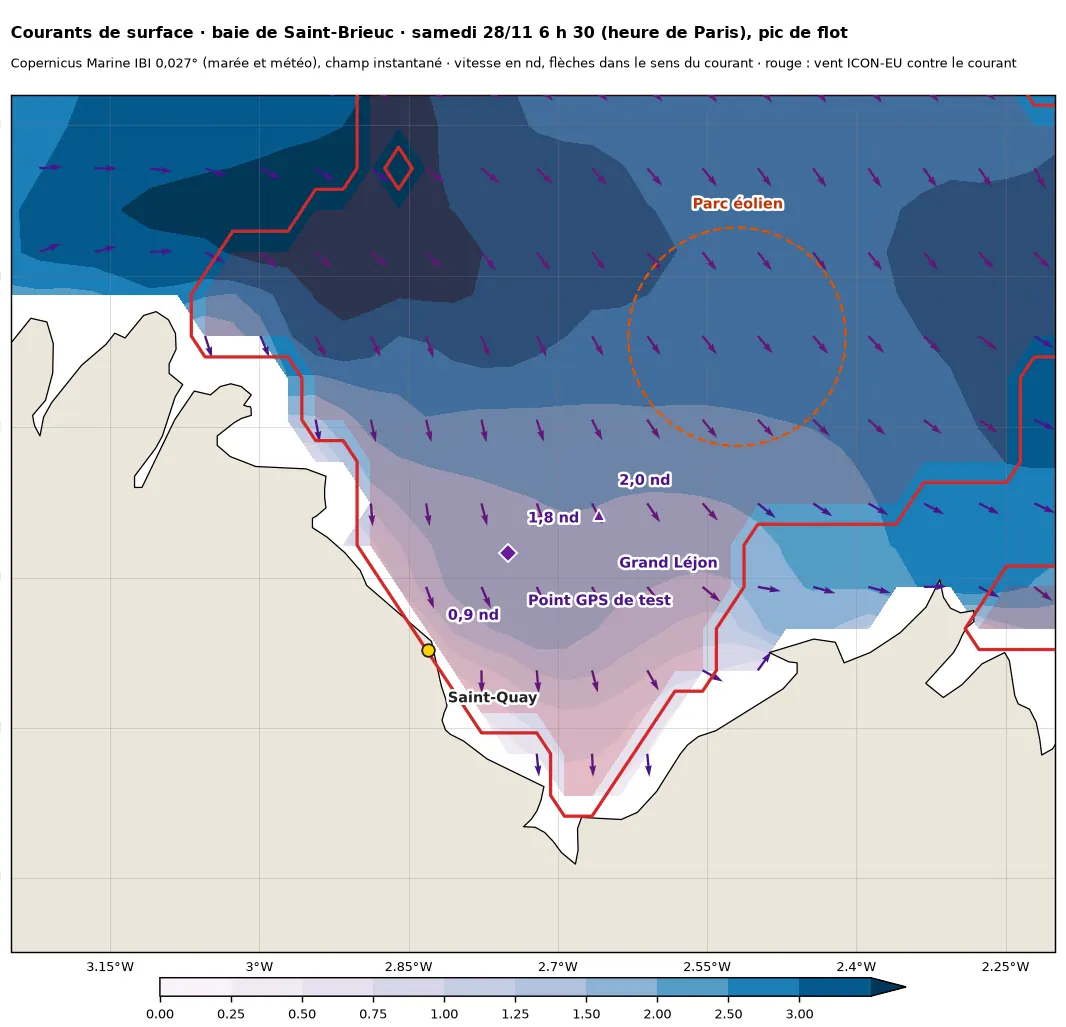 Courants de surface · baie de Saint-Brieuc · samedi 28/11 6 h 30 (heure de Paris), pic de flot
Copernicus Marine IBI 0,027° (marée et météo), champ instantané · vitesse en nd, flèches dans le sens du courant · rouge : vent ICON-EU contre le courant
Parc éolien
2,0 nd
1,8 nd
Grand Léjon
Point GPS de test
0,9 nd
Saint-Quay
3.15°W 3°W 2.85°W 2.7°W 2.55°W 2.4°W 2.25°W
0.00 0.25 0.50 0.75 1.00 1.25 1.50 2.00 2.50 3.00